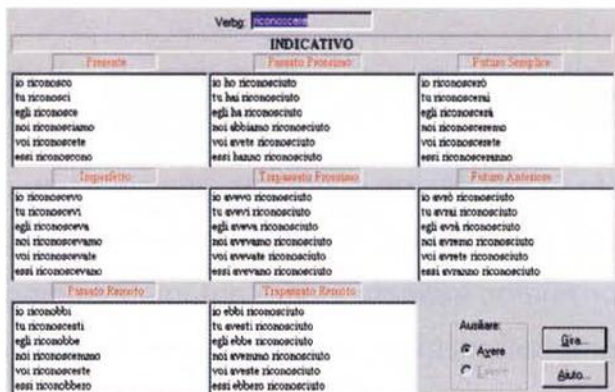 Verbo: riconoscere
INDICATIVO
Presente
io riconosco
tu riconosci
egli riconosce
noi riconosciamo
voi riconoscete
essi riconoscono
Passato Prossimo
io ho riconosciuto
tu hai riconosciuto
egli ha riconosciuto
noi abbiamo riconosciuto
voi avete riconosciuto
essi hanno riconosciuto
Futuro Semplice
io riconoscerò
tu riconoscerai
egli riconoscerà
noi riconosceremo
voi riconoscerete
essi riconosceranno
Imperfetto
io riconoscevo
tu riconoscevi
egli riconosceva
noi riconoscevamo
voi riconoscevate
essi riconoscevano
Trapassato Prossimo
io avevo riconosciuto
tu avevi riconosciuto
egli aveva riconosciuto
noi avevamo riconosciuto
voi avevate riconosciuto
essi avevano riconosciuto
Futuro Anteriore
io avrò riconosciuto
tu avrai riconosciuto
egli avrà riconosciuto
noi avremo riconosciuto
voi avrete riconosciuto
essi avranno riconosciuto
Passato Remoto
io riconobbi
tu riconoscesti
egli riconobbe
noi riconoscemmo
voi riconosceste
essi riconobbero
Trapassato Remoto
io ebbi riconosciuto
tu avesti riconosciuto
egli ebbe riconosciuto
noi avemmo riconosciuto
voi aveste riconosciuto
essi ebbero riconosciuto
Ausiliare:
Avere
Essere
Gira...
Aiuto...